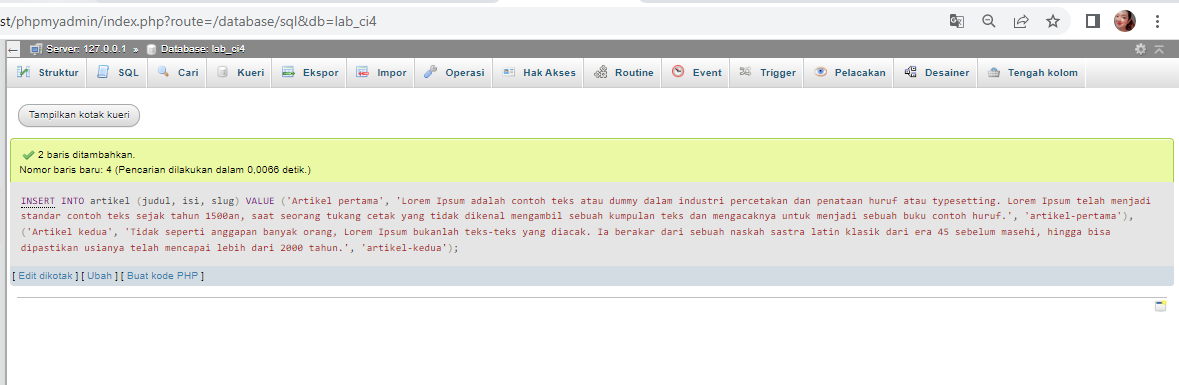 st/phpmyadmin/index.php?route=/database/sql&db=lab_ci4
Server: 127.0.0.1 » Database: lab_ci4
Struktur SQL Cari Kueri Ekspor Impor Operasi Hak Akses Routine Event Trigger Pelacakan Desainer Tengah kolom
Tampilkan kotak kueri
2 baris ditambahkan.
Nomor baris baru: 4 (Pencarian dilakukan dalam 0,0066 detik.)
INSERT INTO artikel (judul, isi, slug) VALUE ('Artikel pertama', 'Lorem Ipsum adalah contoh teks atau dummy dalam industri percetakan dan penataan huruf atau typesetting. Lorem Ipsum telah menjadi
standar contoh teks sejak tahun 1500an, saat seorang tukang cetak yang tidak dikenal mengambil sebuah kumpulan teks dan mengacaknya untuk menjadi sebuah buku contoh huruf.', 'artikel-pertama'),
('Artikel kedua', 'Tidak seperti anggapan banyak orang, Lorem Ipsum bukanlah teks-teks yang diacak. Ia berakar dari sebuah naskah sastra latin klasik dari era 45 sebelum masehi, hingga bisa
dipastikan usianya telah mencapai lebih dari 2000 tahun.', 'artikel-kedua');
[ Edit dikotak ] [ Ubah ] [ Buat kode PHP ]